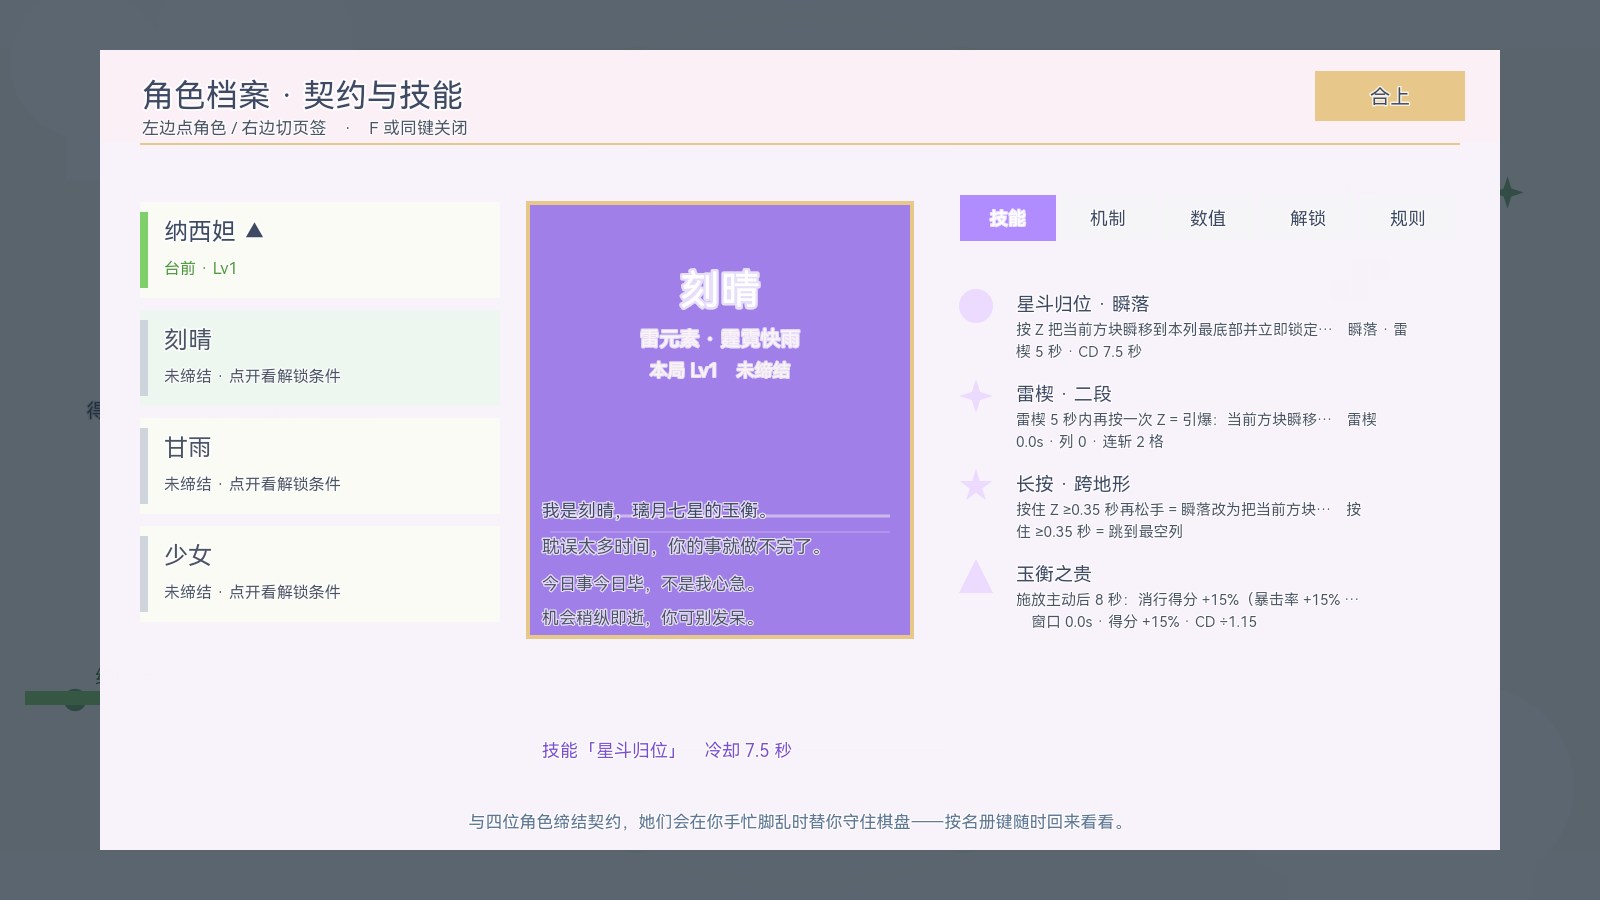 角色档案 · 契约与技能
左边点角色 / 右边切页签 · F 或同键关闭
合上
纳西妲 ▲
台前 · Lv1
刻晴
未缔结 · 点开看解锁条件
甘雨
未缔结 · 点开看解锁条件
少女
未缔结 · 点开看解锁条件
刻晴
雷元素 · 霆霓快雨
本局 Lv1 未缔结
我是刻晴，璃月七星的玉衡。
耽误太多时间，你的事就做不完了。
今日事今日毕，不是我心急。
机会稍纵即逝，你可别发呆。
技能「星斗归位」 冷却 7.5 秒
技能 机制 数值 解锁 规则
星斗归位 · 瞬落
按 Z 把当前方块瞬移到本列最底部并立即锁定… 瞬落 · 雷
楔 5 秒 · CD 7.5 秒
雷楔 · 二段
雷楔 5 秒内再按一次 Z = 引爆：当前方块瞬移… 雷楔
0.0s · 列 0 · 连斩 2 格
长按 · 跨地形
按住 Z ≥0.35 秒再松手 = 瞬落改为把当前方块… 按
住 ≥0.35 秒 = 跳到最空列
玉衡之贵
施放主动后 8 秒：消行得分 +15%（暴击率 +15% …
窗口 0.0s · 得分 +15% · CD ÷1.15
与四位角色缔结契约，她们会在你手忙脚乱时替你守住棋盘——按名册键随时回来看看。